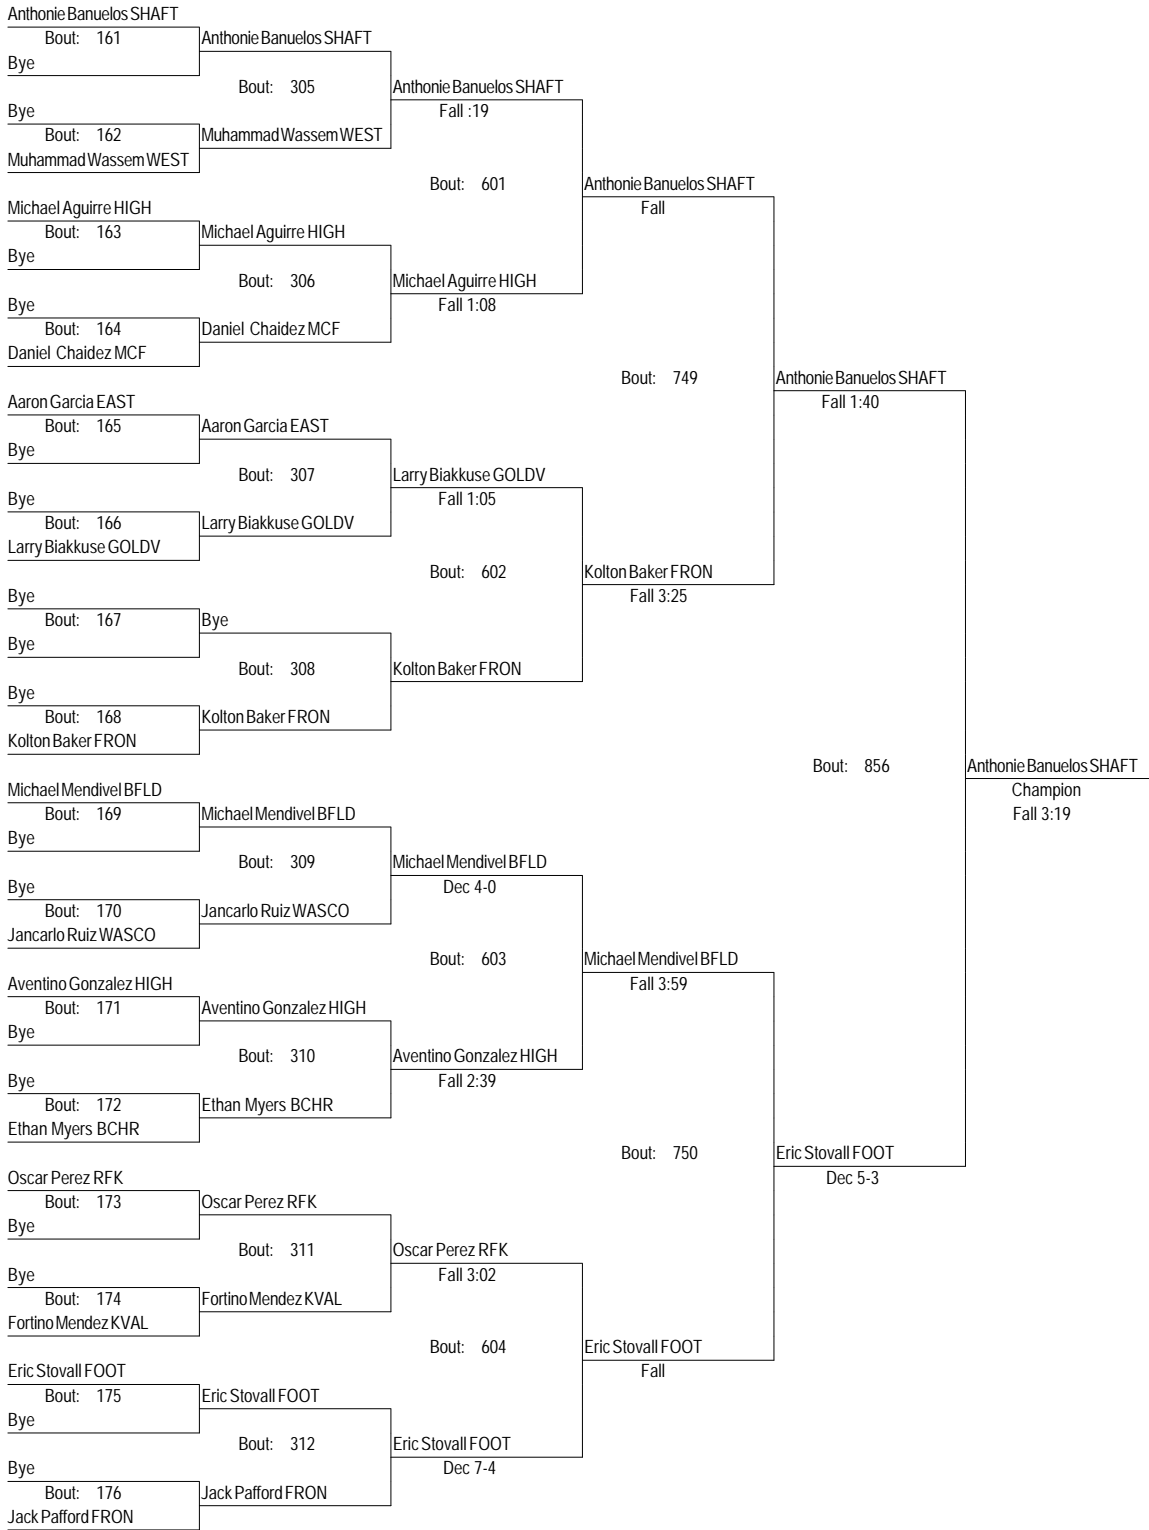 Anthonie Banuelos SHAFT
Bout: 161
Bye
Bye
Bout: 162
Muhammad Wassem WEST
Michael Aguirre HIGH
Bout: 163
Bye
Bye
Bout: 164
Daniel Chaidez MCF
Aaron Garcia EAST
Bout: 165
Bye
Bye
Bout: 166
Larry Biakkuse GOLDV
Bye
Bout: 167
Bye
Bye
Bout: 168
Kolton Baker FRON
Michael Mendivel BFLD
Bout: 169
Bye
Bye
Bout: 170
Jancarlo Ruiz WASCO
Aventino Gonzalez HIGH
Bout: 171
Bye
Bye
Bout: 172
Ethan Myers BCHR
Oscar Perez RFK
Bout: 173
Bye
Bye
Bout: 174
Fortino Mendez KVAL
Eric Stovall FOOT
Bout: 175
Bye
Bye
Bout: 176
Jack Pafford FRON
Anthonie Banuelos SHAFT
Bout: 305
Muhammad Wassem WEST
Michael Aguirre HIGH
Bout: 306
Daniel Chaidez MCF
Aaron Garcia EAST
Bout: 307
Larry Biakkuse GOLDV
Bye
Bout: 308
Kolton Baker FRON
Michael Mendivel BFLD
Bout: 309
Jancarlo Ruiz WASCO
Aventino Gonzalez HIGH
Bout: 310
Ethan Myers BCHR
Oscar Perez RFK
Bout: 311
Fortino Mendez KVAL
Eric Stovall FOOT
Bout: 312
Jack Pafford FRON
Anthonie Banuelos SHAFT
Fall :19
Bout: 601
Michael Aguirre HIGH
Fall 1:08
Larry Biakkuse GOLDV
Fall 1:05
Bout: 602
Kolton Baker FRON
Michael Mendivel BFLD
Dec 4-0
Bout: 603
Aventino Gonzalez HIGH
Fall 2:39
Oscar Perez RFK
Fall 3:02
Bout: 604
Eric Stovall FOOT
Dec 7-4
Anthonie Banuelos SHAFT
Fall
Bout: 749
Kolton Baker FRON
Fall 3:25
Michael Mendivel BFLD
Fall 3:59
Bout: 750
Eric Stovall FOOT
Fall
Anthonie Banuelos SHAFT
Fall 1:40
Bout: 856
Eric Stovall FOOT
Dec 5-3
Anthonie Banuelos SHAFT
Champion
Fall 3:19